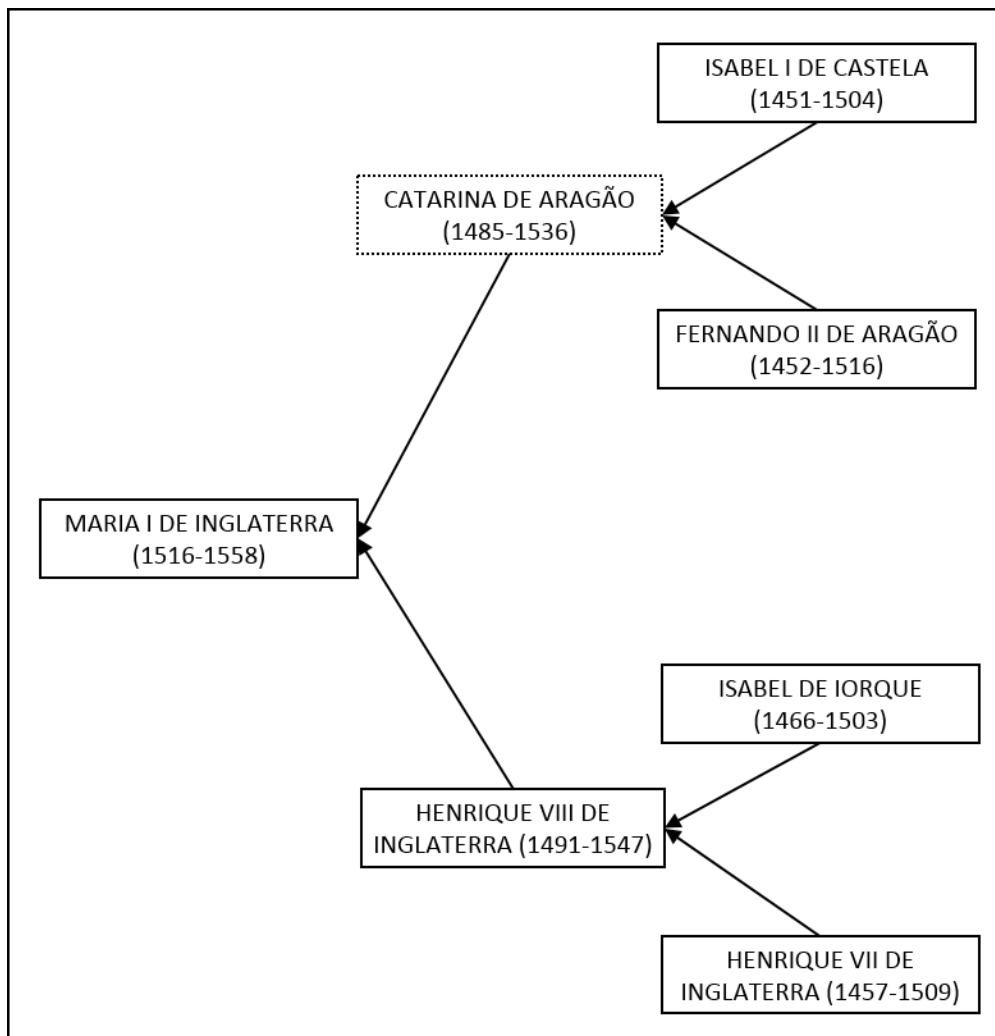 ISABEL I DE CASTELA
(1451-1504)
CATARINA DE ARAGÃO
(1485-1536)
FERNANDO II DE ARAGÃO
(1452-1516)
MARIA I DE INGLATERRA
(1516-1558)
ISABEL DE IORQUE
(1466-1503)
HENRIQUE VIII DE
INGLATERRA (1491-1547)
HENRIQUE VII DE
INGLATERRA (1457-1509)